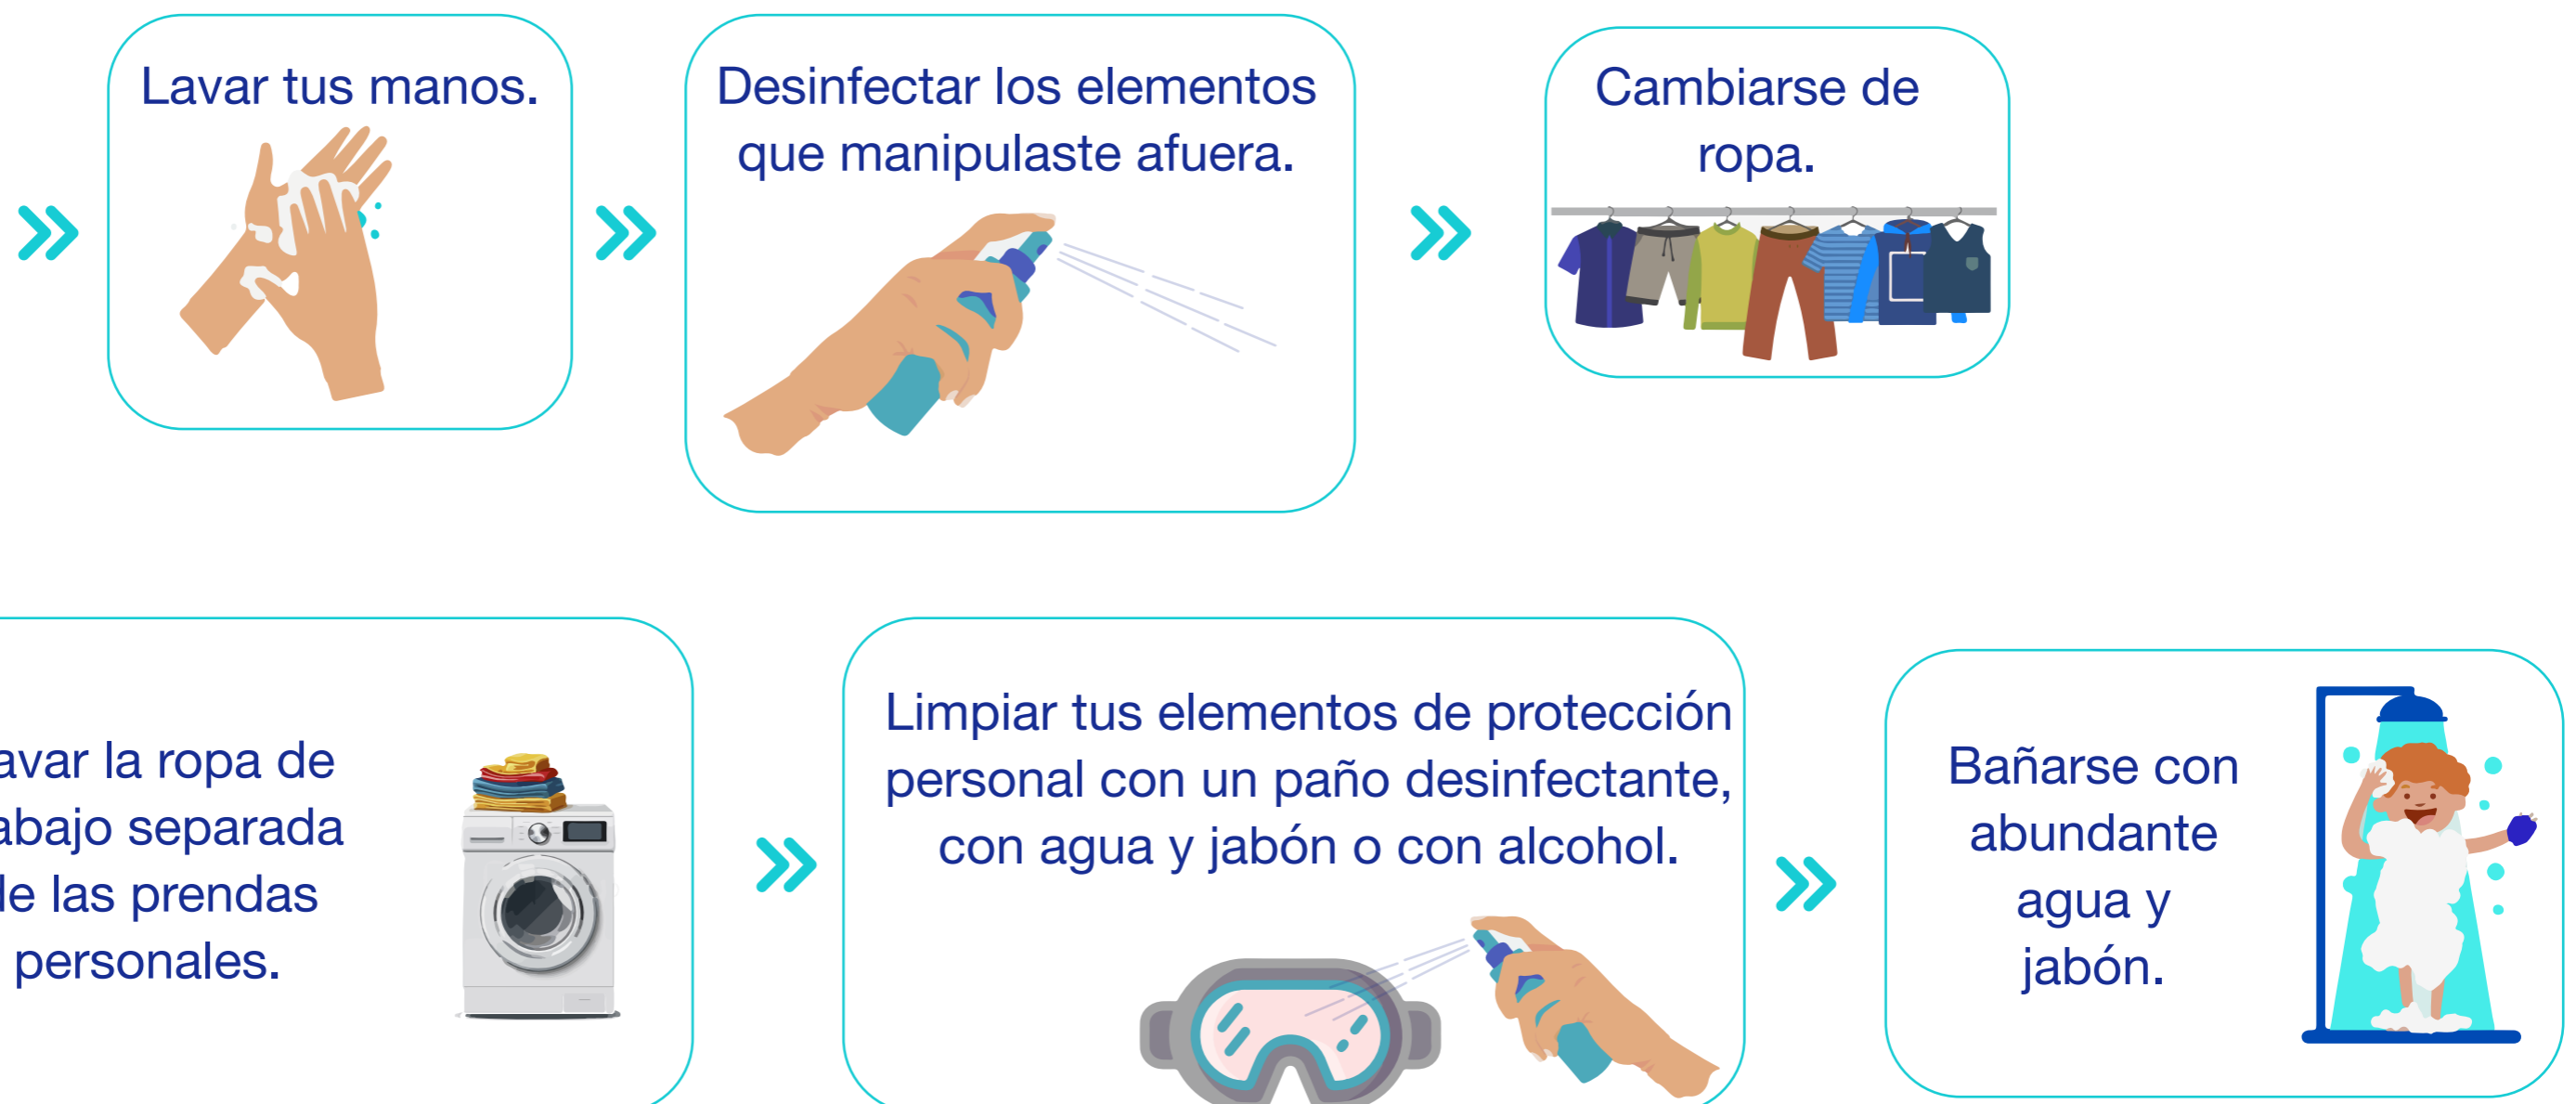 Lavar tus manos.
Desinfectar los elementos
que manipulaste afuera.
Cambiarse de
ropa.
avar la ropa de
abajo separada
de las prendas
personales.
Limpiar tus elementos de protección
personal con un paño desinfectante,
con agua y jabón o con alcohol.
Bañarse con
abundante
agua y
jabón.